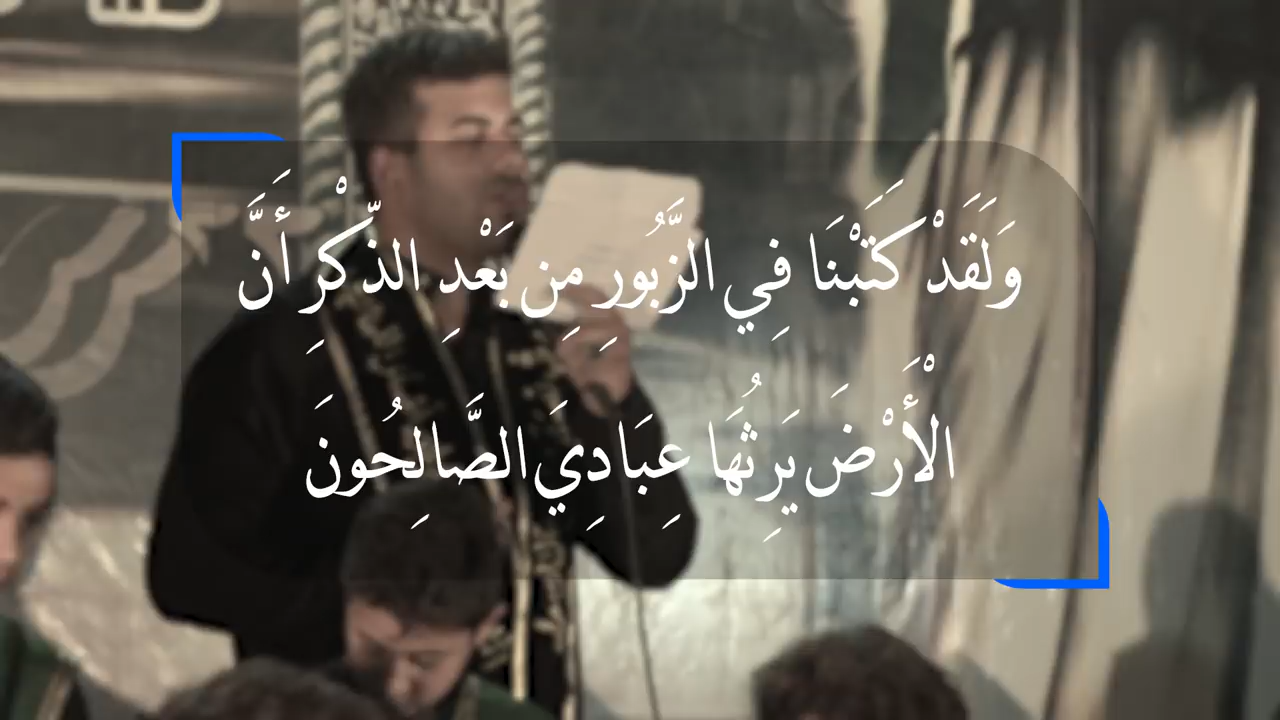 وَلَقَدْ كَتَبْنَا فِي الزَّبُورِ مِن بَعْدِ الذِّكْرِ أَنَّ
الْأَرْضَ يَرِثُهَا عِبَادِيَ الصَّالِحُونَ